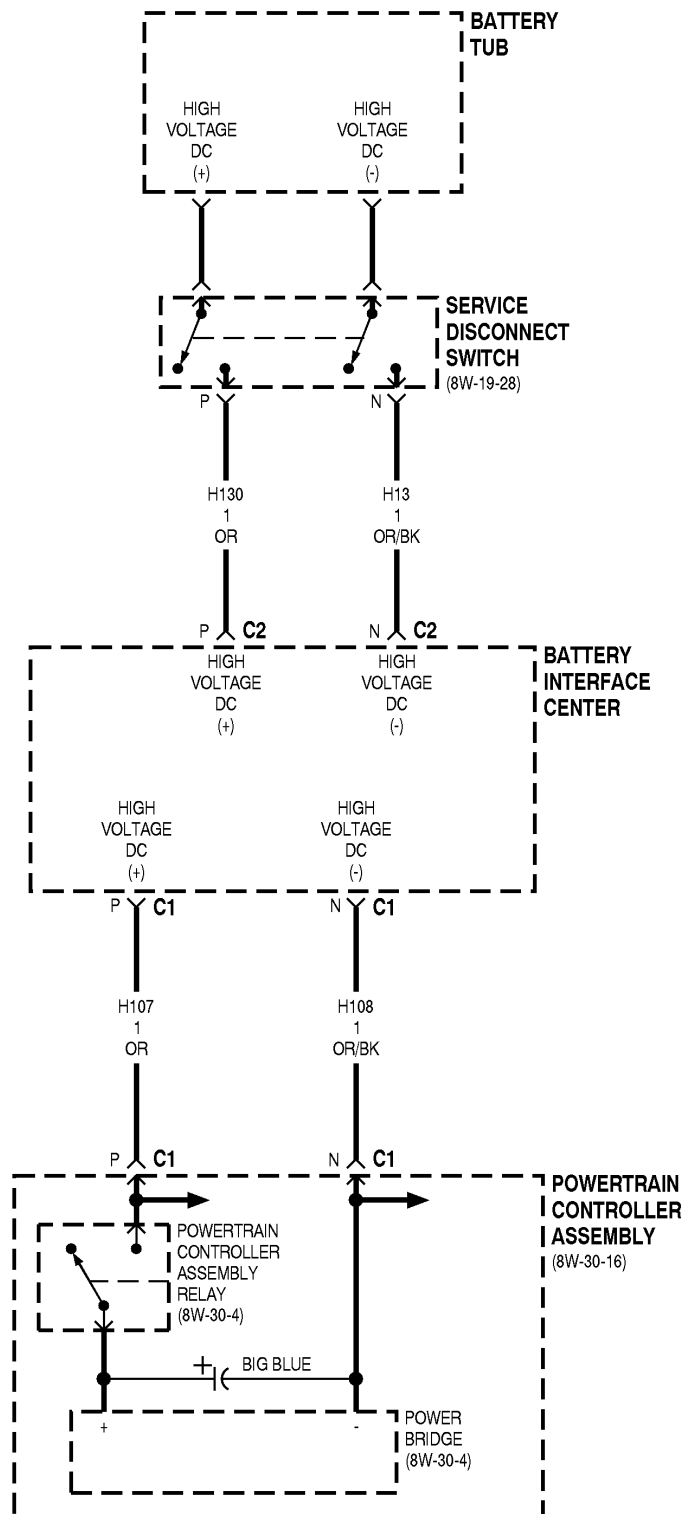 BATTERY
TUB
HIGH
VOLTAGE
DC
(+)
HIGH
VOLTAGE
DC
(-)
SERVICE
DISCONNECT
SWITCH
(8W-19-28)
P
N
H130
1
OR
H13
1
OR/BK
P C2
N C2
BATTERY
INTERFACE
CENTER
HIGH
VOLTAGE
DC
(+)
HIGH
VOLTAGE
DC
(-)
HIGH
VOLTAGE
DC
(+)
HIGH
VOLTAGE
DC
(-)
P C1
N C1
H107
1
OR
H108
1
OR/BK
P C1
N C1
POWERTRAIN
CONTROLLER
ASSEMBLY
(8W-30-16)
POWERTRAIN
CONTROLLER
ASSEMBLY
RELAY
(8W-30-4)
+ BIG BLUE
+
-
POWER
BRIDGE
(8W-30-4)